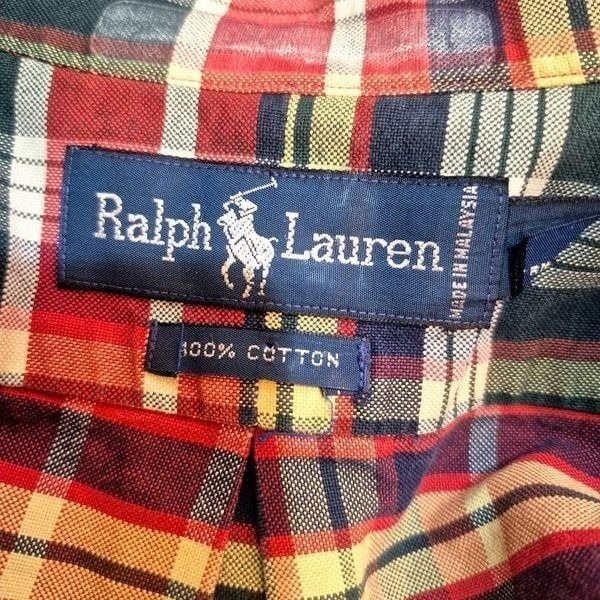 Ralph Lauren
MADE IN MALAYSIA
100% COTTON